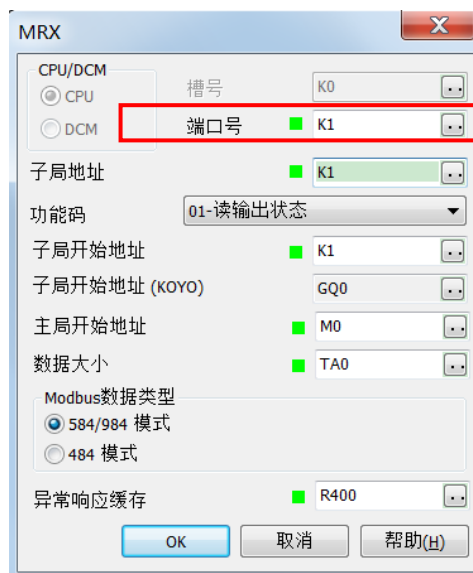 MRX
X
CPU/DCM
CPU
DCM
槽号 K0 ..
端口号 K1 ..
子局地址 K1 ..
功能码 01-读输出状态
子局开始地址 K1 ..
子局开始地址 (KOYO) GQ0 ..
主局开始地址 M0 ..
数据大小 TA0 ..
Modbus数据类型
584/984 模式
484 模式
异常响应缓存 R400 ..
OK 取消 帮助(H)